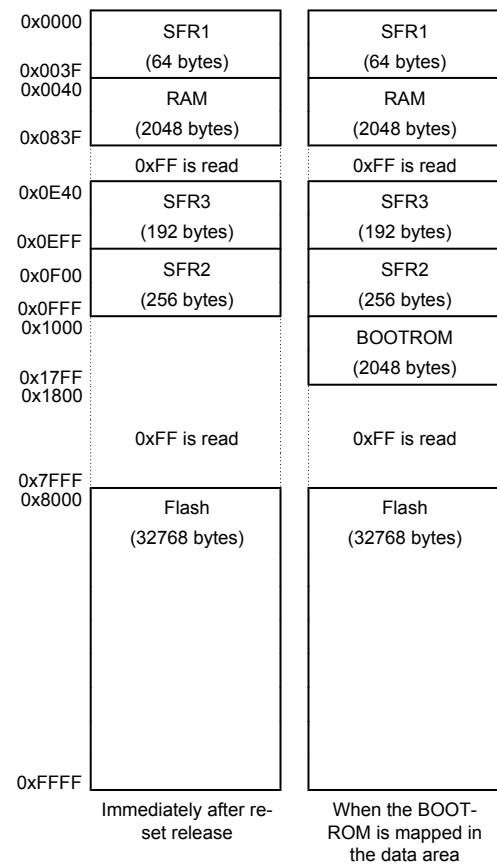 0x0000
SFR1
SFR1
(64 bytes)
(64 bytes)
0x003F
0x0040
RAM
RAM
(2048 bytes)
(2048 bytes)
0x083F
0xFF is read
0xFF is read
0x0E40
SFR3
SFR3
(192 bytes)
(192 bytes)
0x0EFF
SFR2
SFR2
0x0F00
(256 bytes)
(256 bytes)
0x0FFF
0x1000
BOOTROM
(2048 bytes)
0x17FF
0x1800
0xFF is read
0xFF is read
0x7FFF
0x8000
Flash
Flash
(32768 bytes)
(32768 bytes)
0xFFFF
Immediately after re-
set release
When the BOOT-
ROM is mapped in
the data area